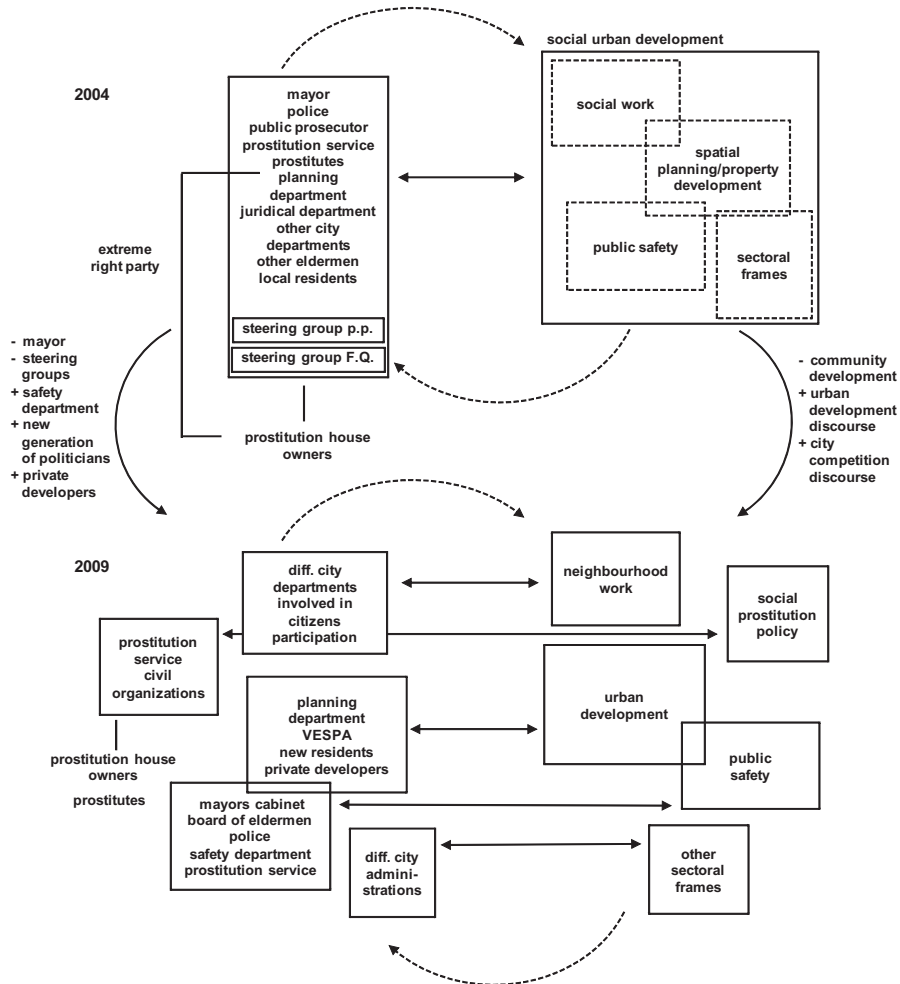 social urban development
2004
mayor
police
public prosecutor
prostitution service
prostitutes
planning
department
juridical department
other city
departments
other eldermen
local residents
steering group p.p.
steering group F.Q.
social work
spatial
planning/property
development
public safety
sectoral
frames
extreme
right party
- mayor
- steering
groups
+ safety
department
+ new
generation
of politicians
+ private
developers
prostitution house
owners
- community
development
+ urban
development
discourse
+ city
competition
discourse
2009
diff. city
departments
involved in
citizens
participation
neighbourhood
work
social
prostitution
policy
prostitution
service
civil
organizations
prostitution house
owners
prostitutes
planning
department
VESPA
new residents
private developers
urban
development
public
safety
mayors cabinet
board of eldermen
police
safety department
prostitution service
diff. city
admini-
strations
other
sectoral
frames